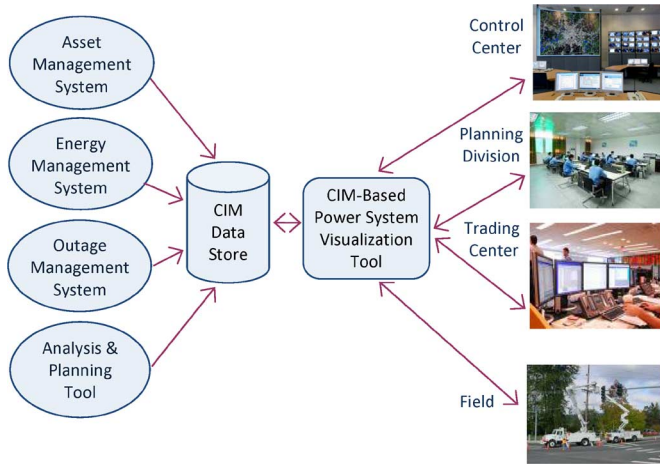 Asset
Management
System
Energy
Management
System
Outage
Management
System
Analysis &
Planning
Tool
CIM
Data
Store
CIM-Based
Power System
Visualization
Tool
Control
Center
Planning
Division
Trading
Center
Field